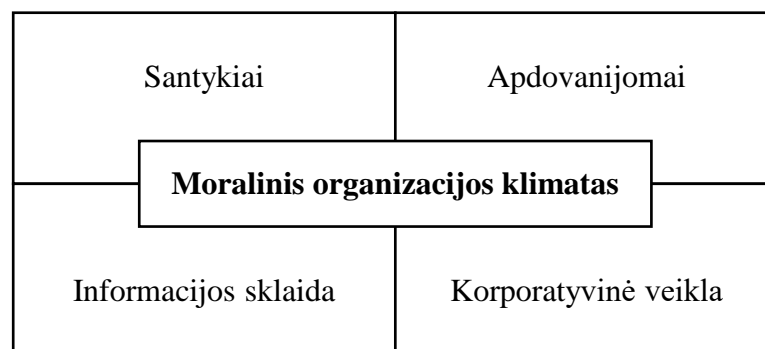 Santykiai
Apdovanijomai
Moralinis organizacijos klimatas
Informacijos sklaida
Korporatyvinė veikla